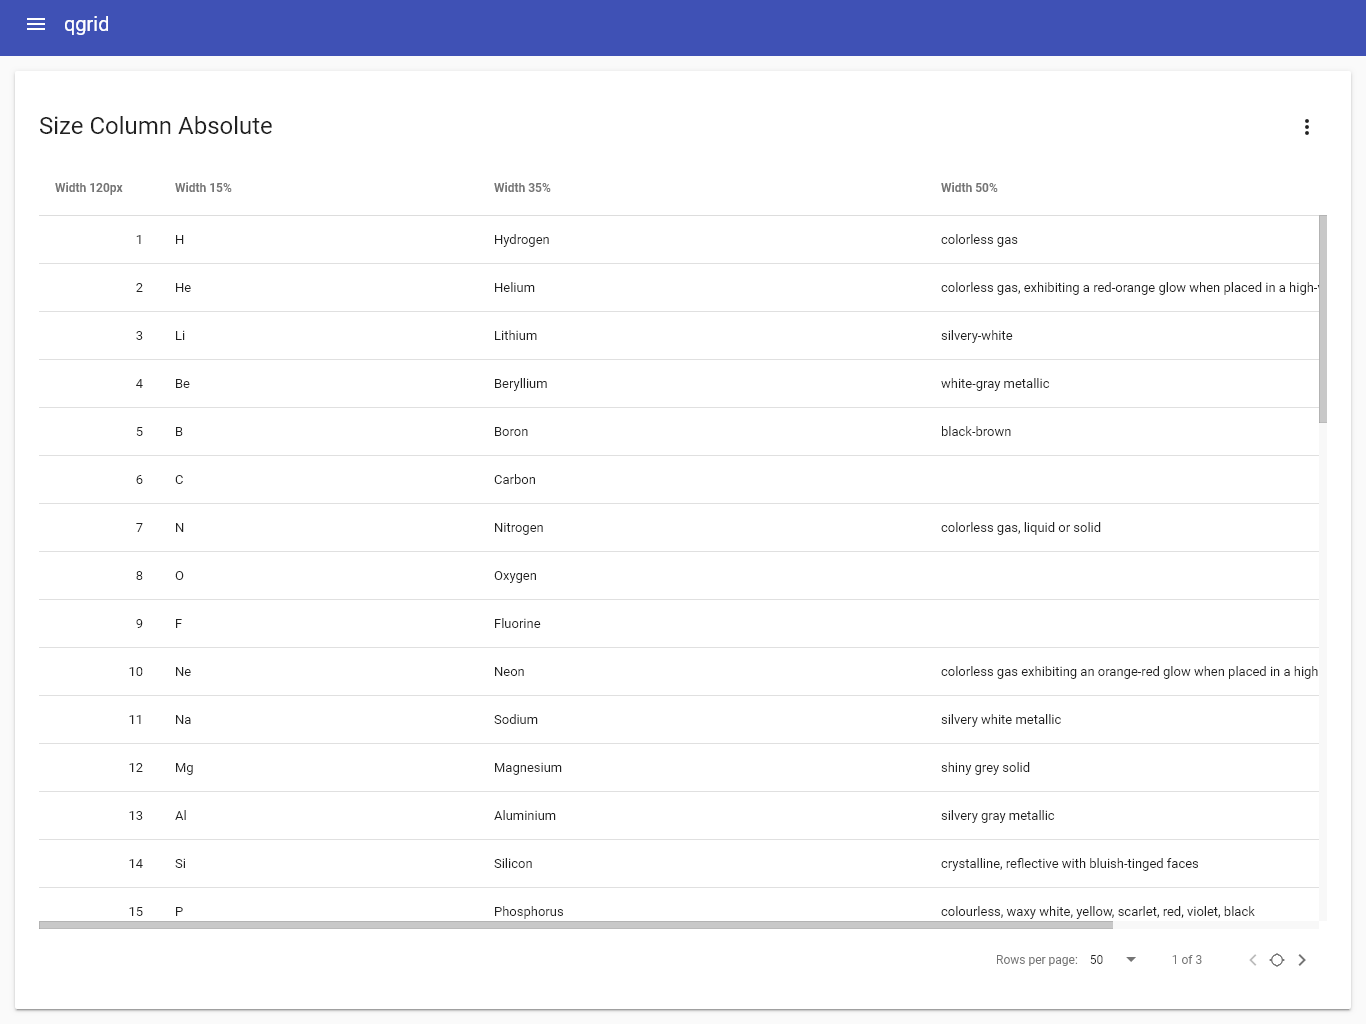 qgrid
Size Column Absolute
Width 120px Width 15% Width 35% Width 50%
1 H Hydrogen colorless gas
2 He Helium colorless gas, exhibiting a red-orange glow when placed in a high-
3 Li Lithium silvery-white
4 Be Beryllium white-gray metallic
5 B Boron black-brown
6 C Carbon
7 N Nitrogen colorless gas, liquid or solid
8 O Oxygen
9 F Fluorine
10 Ne Neon colorless gas exhibiting an orange-red glow when placed in a high
11 Na Sodium silvery white metallic
12 Mg Magnesium shiny grey solid
13 Al Aluminium silvery gray metallic
14 Si Silicon crystalline, reflective with bluish-tinged faces
15 P Phosphorus colourless, waxy white, yellow, scarlet, red, violet, black
Rows per page: 50 1 of 3